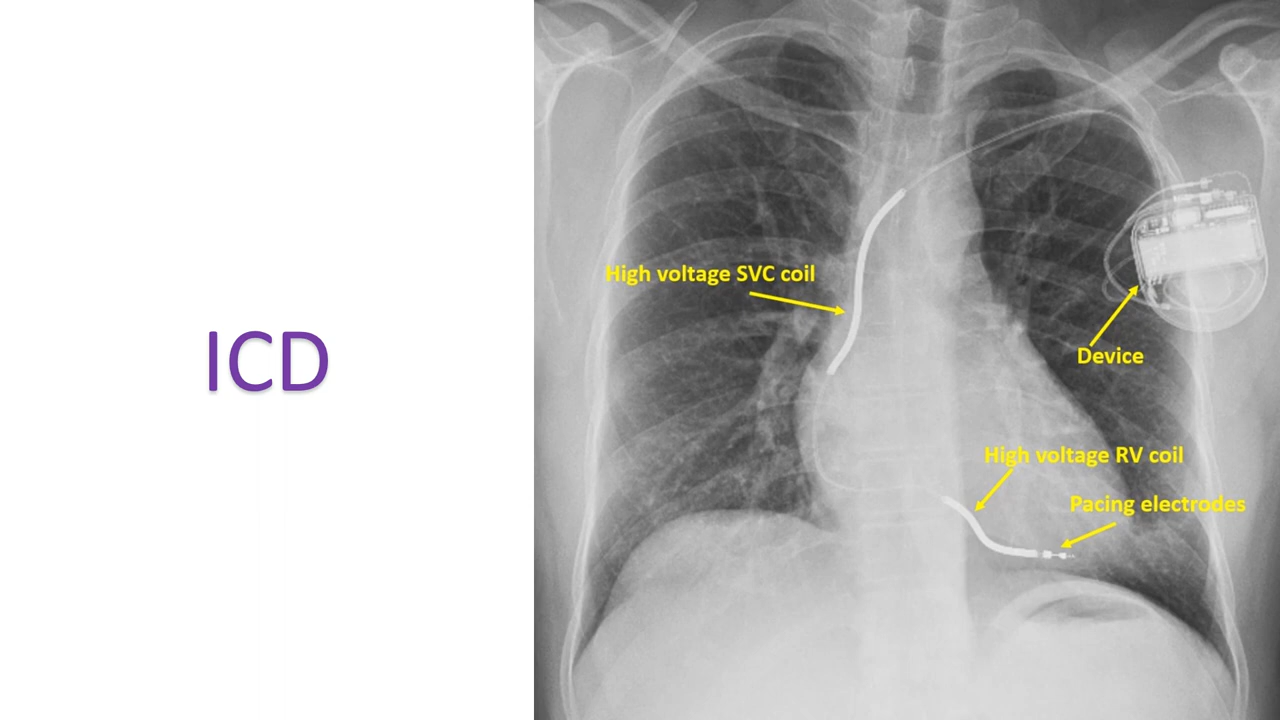 ICD
High voltage SVC coil
Device
High voltage RV coil
Pacing electrodes